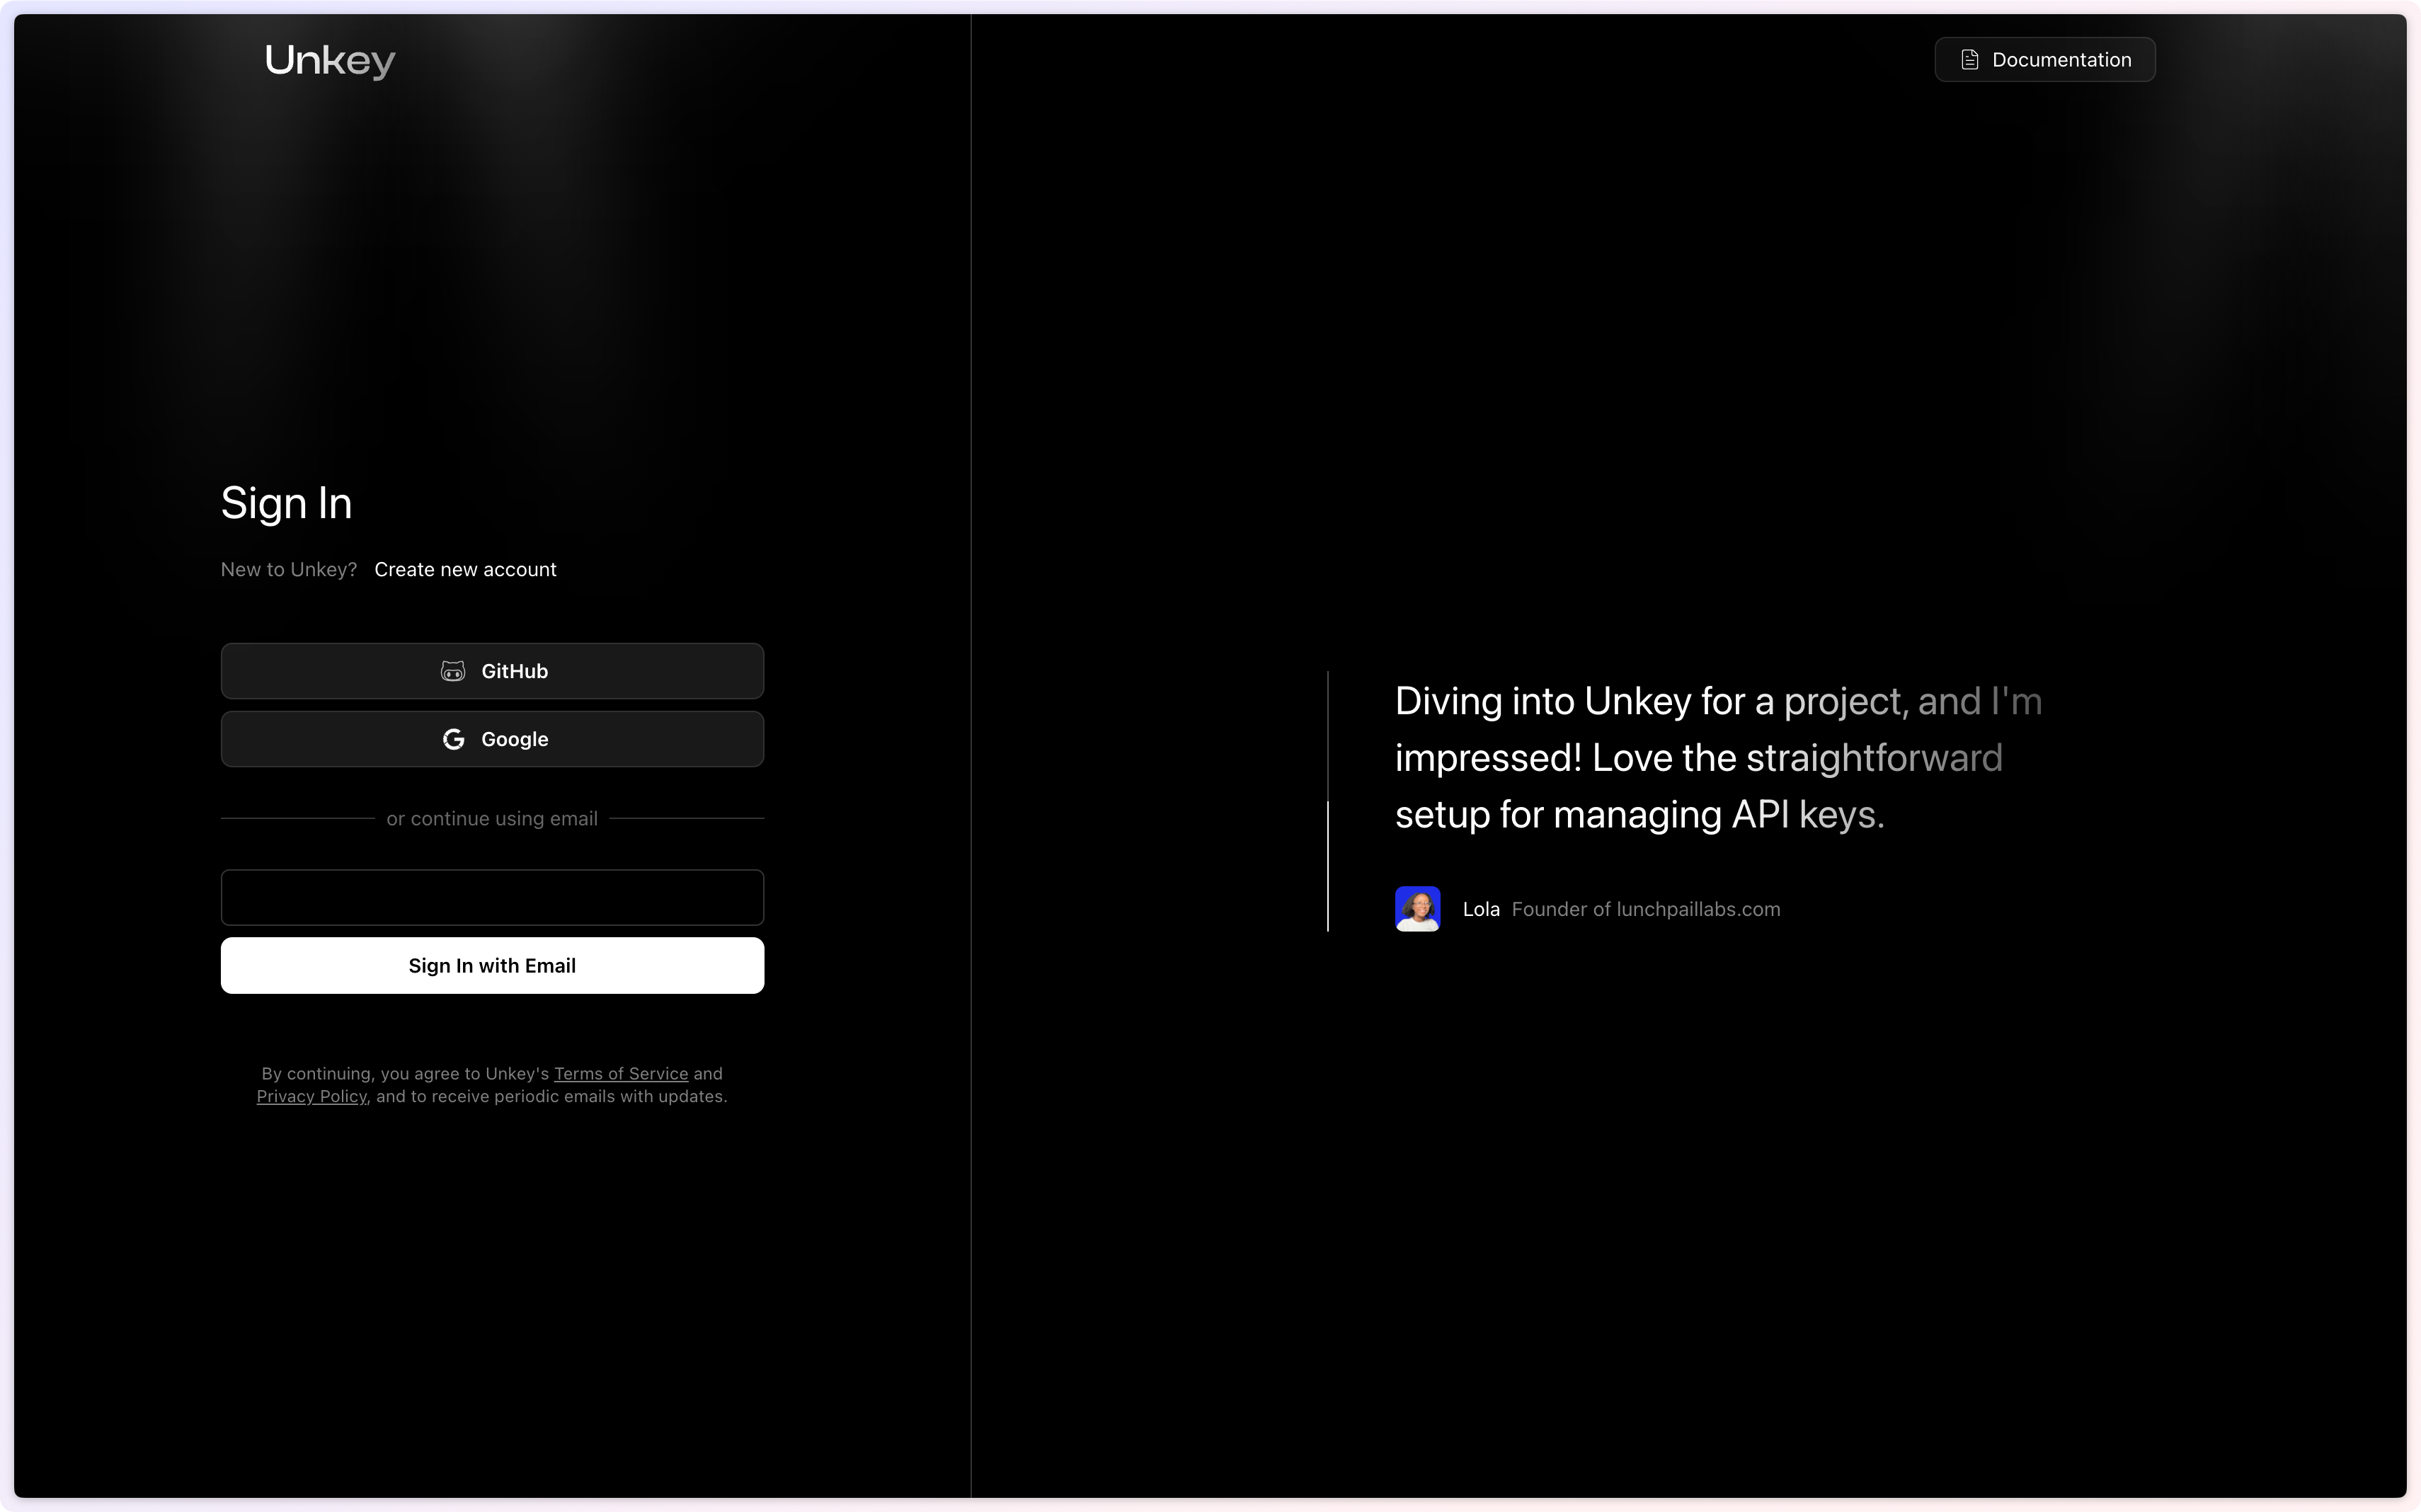 Unkey
Documentation
Sign In
New to Unkey? Create new account
GitHub
Google
or continue using email
Sign In with Email
By continuing, you agree to Unkey's Terms of Service and
Privacy Policy, and to receive periodic emails with updates.
Diving into Unkey for a project, and I'm
impressed! Love the straightforward
setup for managing API keys.
Lola Founder of lunchpaillabs.com